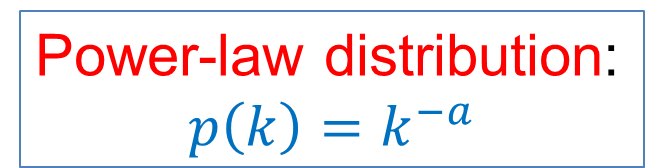 Power-law distribution:
𝑝(𝑘) = 𝑘⁻ᵃ